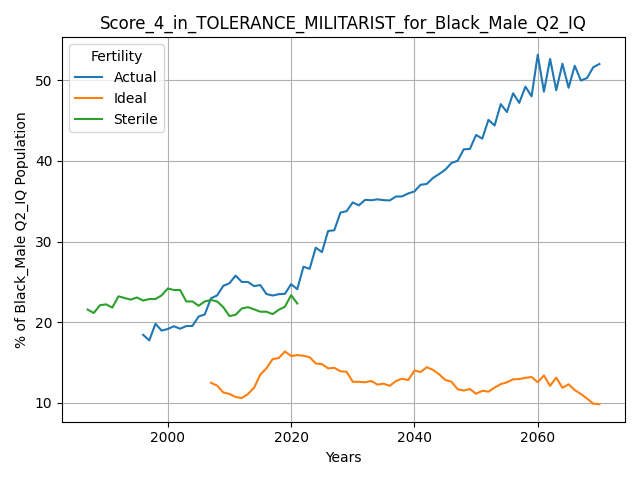 Score_4_in_TOLERANCE_MILITARIST_for_Black_Male_Q2_IQ
Fertility
Actual
Ideal
Sterile
% of Black_Male Q2_IQ Population
50
40
30
20
10
2000
2020
2040
2060
Years